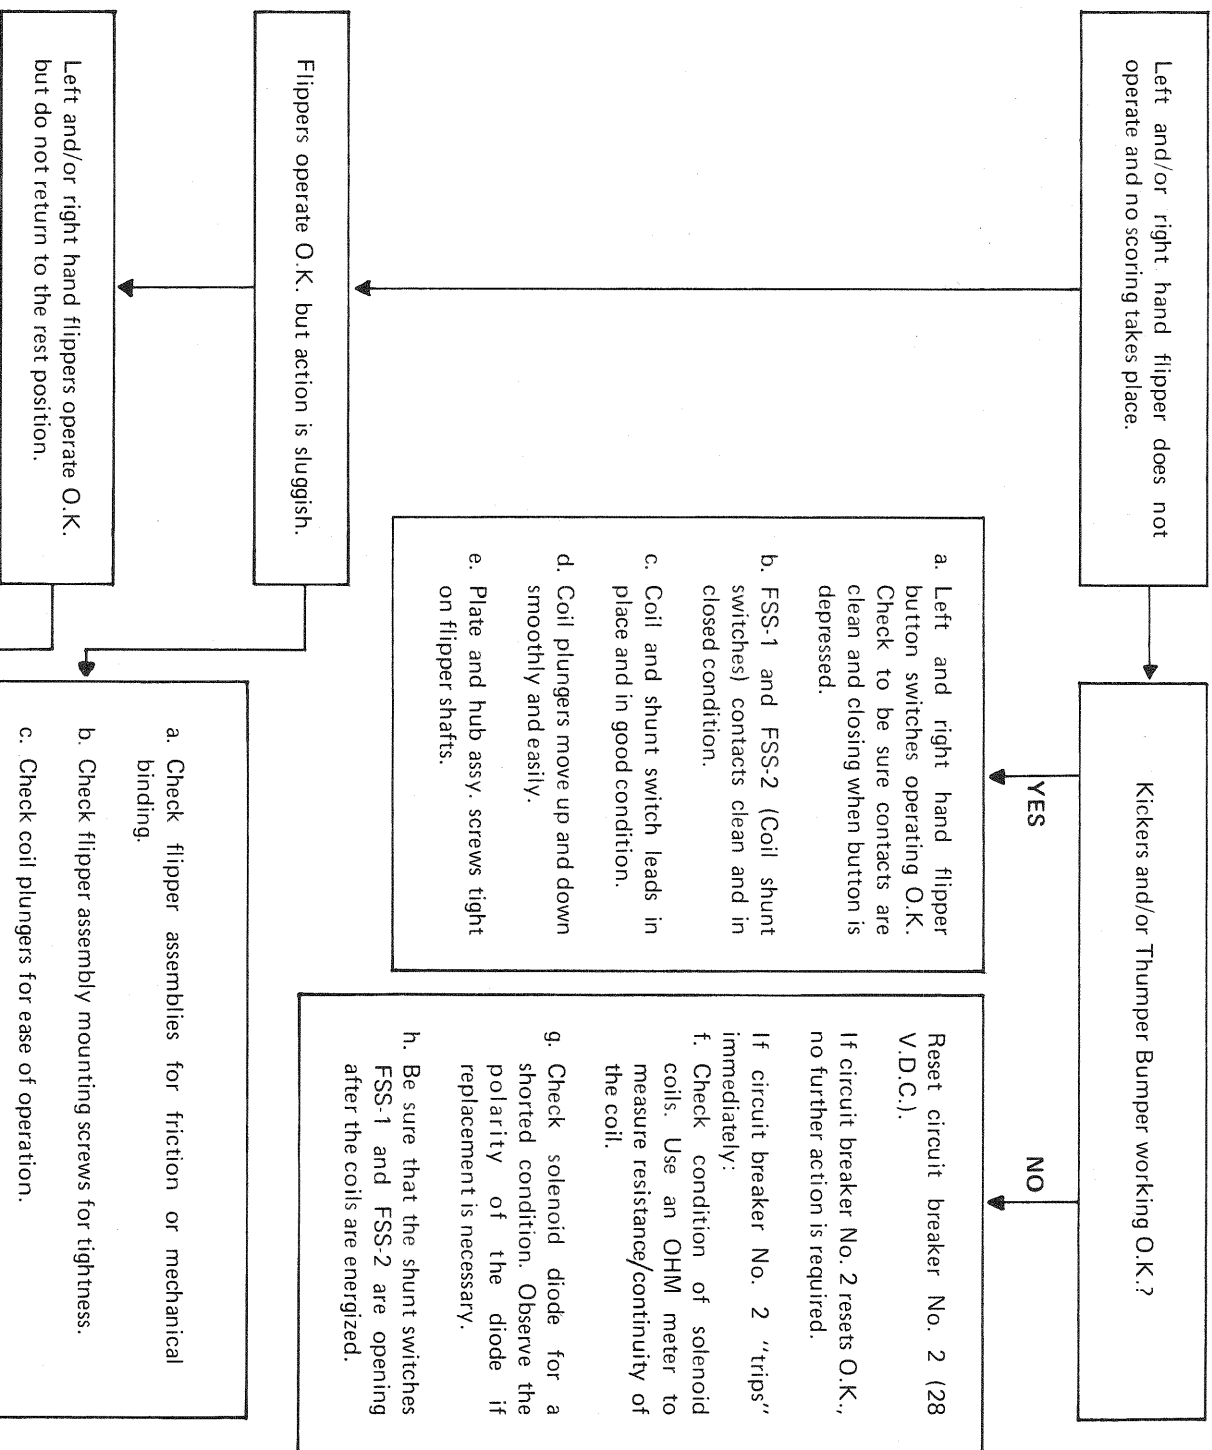 Left and/or right hand flipper does not
operate and no scoring takes place.
Kickers and/or Thumper Bumper working O.K.?
YES
NO
a. Left and right hand flipper
button switches operating O.K.
Check to be sure contacts are
clean and closing when button is
depressed.
b. FSS-1 and FSS-2 (Coil shunt
switches) contacts clean and in
closed condition.
c. Coil and shunt switch leads in
place and in good condition.
d. Coil plungers move up and down
smoothly and easily.
e. Plate and hub assy. screws tight
on flipper shafts.
Reset circuit breaker No. 2 (28
V.D.C.).
If circuit breaker No. 2 resets O.K.,
no further action is required.
If circuit breaker No. 2 "trips"
immediately:
f. Check condition of solenoid
coils. Use an OHM meter to
measure resistance/continuity of
the coil.
g. Check solenoid diode for a
shorted condition. Observe the
polarity of the diode if
replacement is necessary.
h. Be sure that the shunt switches
FSS-1 and FSS-2 are opening
after the coils are energized.
Flippers operate O.K. but action is sluggish.
a. Check flipper assemblies for friction or mechanical
binding.
b. Check flipper assembly mounting screws for tightness.
c. Check coil plungers for ease of operation.
Left and/or right hand flippers operate O.K.
but do not return to the rest position.